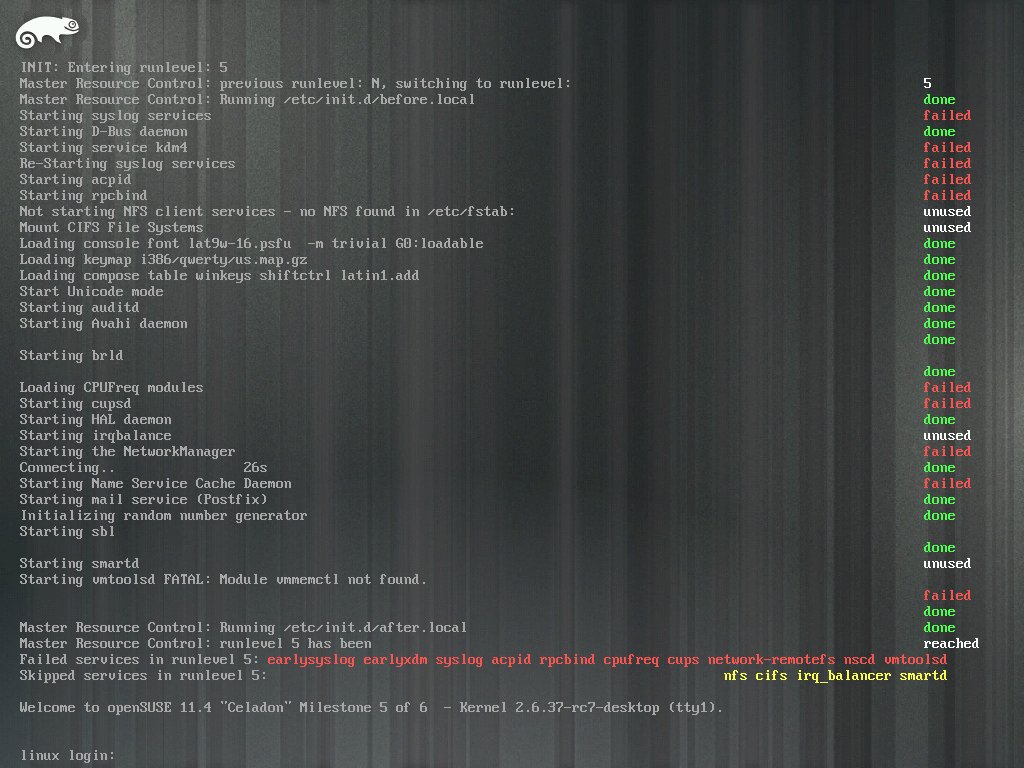 INIT: Entering runlevel: 5
Master Resource Control: previous runlevel: N, switching to runlevel: 5
Master Resource Control: Running /etc/init.d/before.local done
Starting syslog services failed
Starting D-Bus daemon done
Starting service kdm4 failed
Re-Starting syslog services failed
Starting acpid failed
Starting rpcbind failed
Not starting NFS client services - no NFS found in /etc/fstab: unused
Mount CIFS File Systems unused
Loading console font lat9w-16.psfu  -m trivial G0:loadable done
Loading keymap i386/qwerty/us.map.gz done
Loading compose table winkeys shiftctrl latin1.add done
Start Unicode mode done
Starting auditd done
Starting Avahi daemon done
done
Starting brld
done
Loading CPUFreq modules failed
Starting cupsd failed
Starting HAL daemon done
Starting irqbalance unused
Starting the NetworkManager failed
Connecting.. 26s done
Starting Name Service Cache Daemon failed
Starting mail service (Postfix) done
Initializing random number generator done
Starting sbl
done
Starting smartd unused
Starting vmtoolsd FATAL: Module vmmemctl not found.
failed
done
Master Resource Control: Running /etc/init.d/after.local done
Master Resource Control: runlevel 5 has been reached
Failed services in runlevel 5: earlysyslog earlyxdm syslog acpid rpcbind cpufreq cups network-remotefs nscd vmtoolsd
Skipped services in runlevel 5: nfs cifs irq_balancer smartd
Welcome to openSUSE 11.4 "Celadon" Milestone 5 of 6  - Kernel 2.6.37-rc7-desktop (tty1).
linux login: